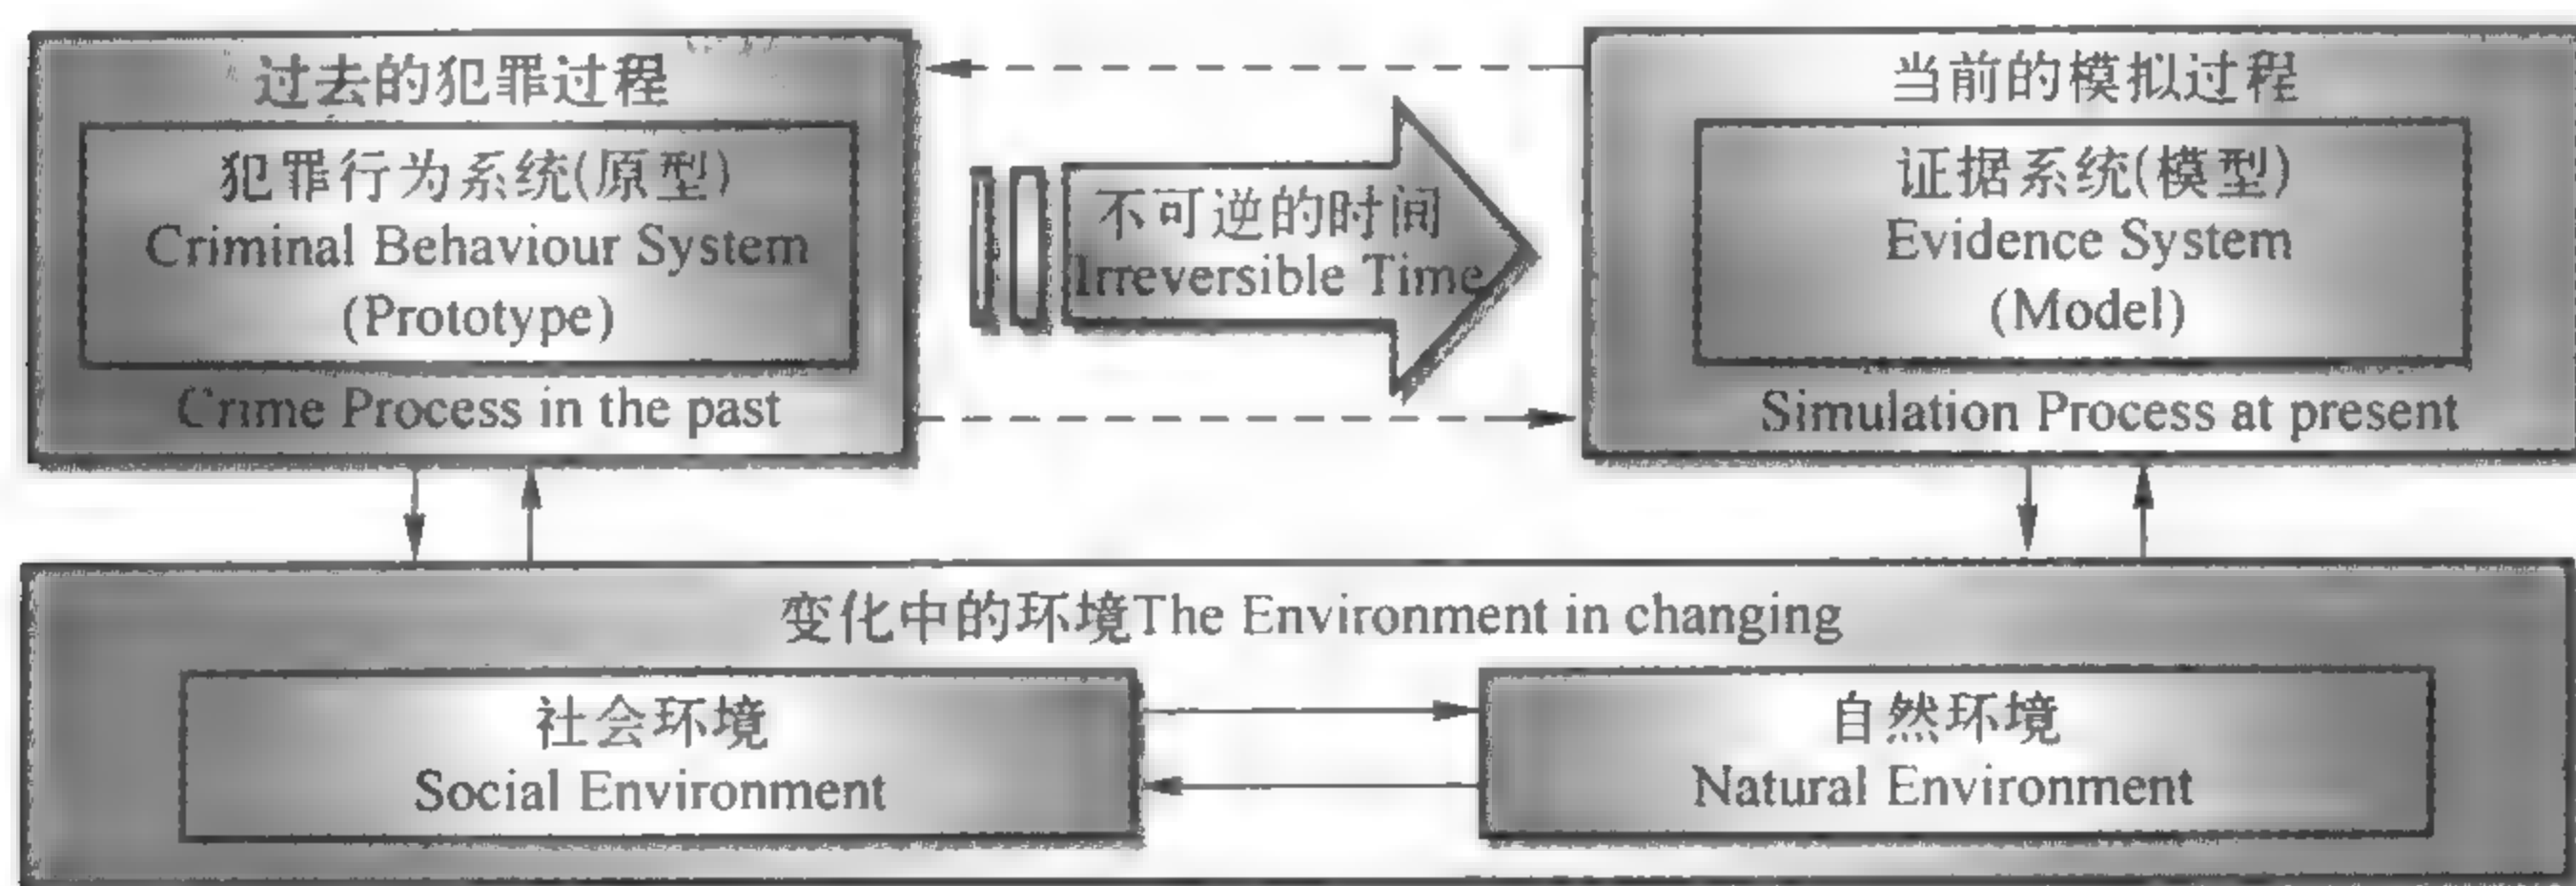 过去的犯罪过程
犯罪行为系统(原型)
Criminal Behaviour System
(Prototype)
Crime Process in the past
不可逆的时间
Irreversible Time
当前的模拟过程
证据系统(模型)
Evidence System
(Model)
Simulation Process at present
变化中的环境The Environment in changing
社会环境
Social Environment
自然环境
Natural Environment